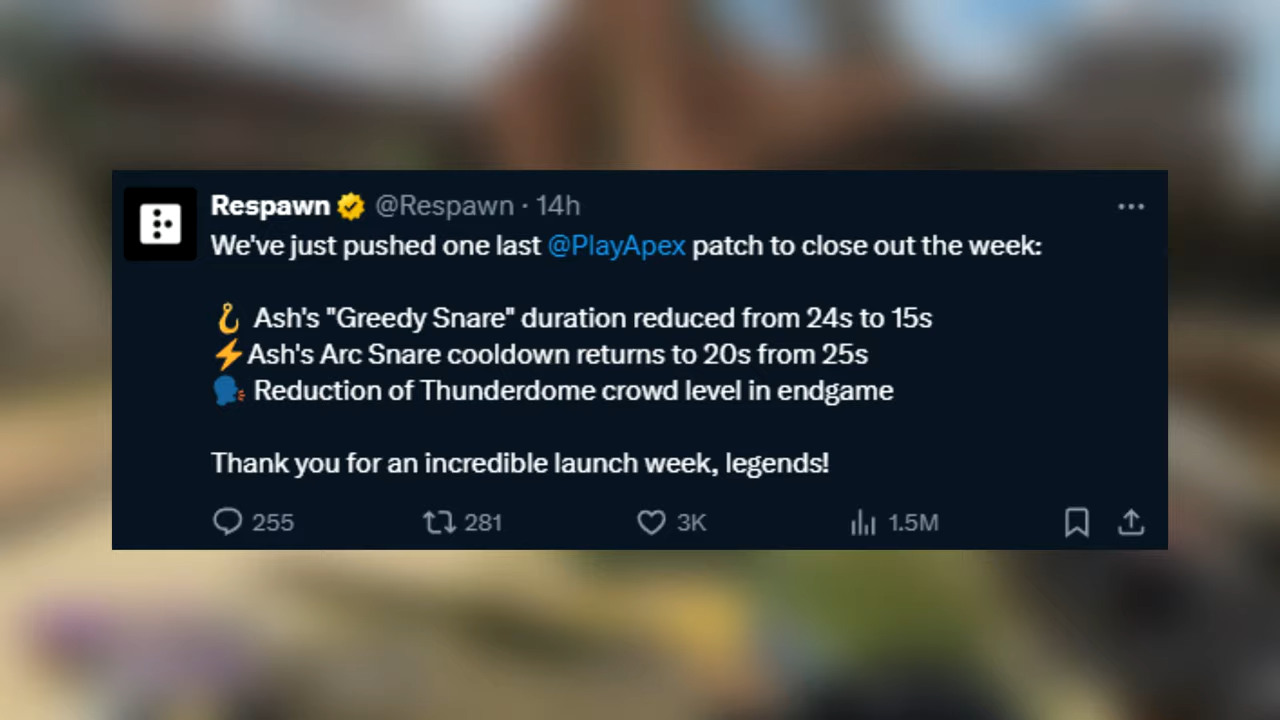 Respawn @Respawn · 14h
We've just pushed one last @PlayApex patch to close out the week:
🪝 Ash's "Greedy Snare" duration reduced from 24s to 15s
⚡Ash's Arc Snare cooldown returns to 20s from 25s
🗣️ Reduction of Thunderdome crowd level in endgame
Thank you for an incredible launch week, legends!
255 281 3K 1.5M